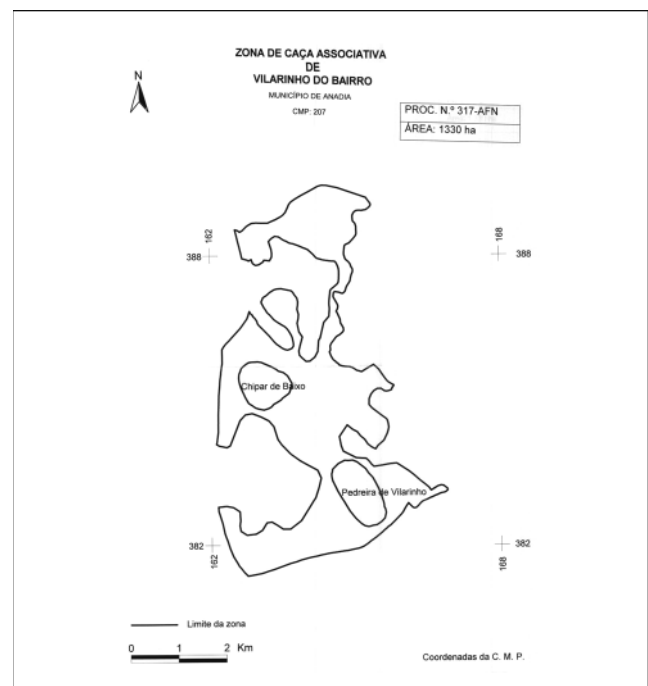 ZONA DE CAÇA ASSOCIATIVA
DE
VILARINHO DO BAIRRO
MUNICÍPIO DE ANADIA
CMP: 207
N
PROC. N.º 317-AFN
ÁREA: 1330 ha
162
168
388
388
Chipar de Baixo
Pedreira de Vilarinho
382
382
162
168
Limite da zona
0 1 2 Km
Coordenadas da C. M. P.